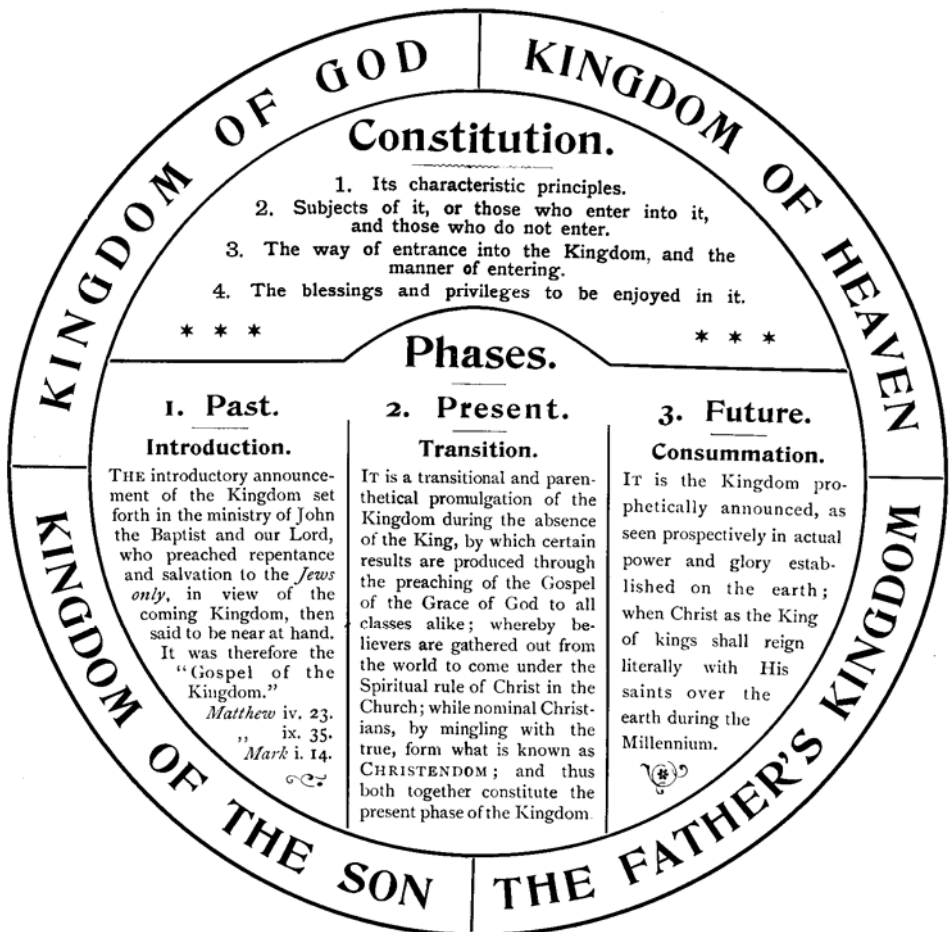 KINGDOM OF GOD
KINGDOM OF HEAVEN
Constitution.
1. Its characteristic principles.
2. Subjects of it, or those who enter into it,
and those who do not enter.
3. The way of entrance into the Kingdom, and the
manner of entering.
4. The blessings and privileges to be enjoyed in it.
* * *
* * *
Phases.
1. Past.
Introduction.
THE introductory announce-
ment of the Kingdom set
forth in the ministry of John
the Baptist and our Lord,
who preached repentance
and salvation to the Jews
only, in view of the
coming Kingdom, then
said to be near at hand.
It was therefore the
"Gospel of the
Kingdom."
Matthew iv. 23.
„ ix. 35.
Mark i. 14.
2. Present.
Transition.
IT is a transitional and paren-
thetical promulgation of the
Kingdom during the absence
of the King, by which certain
results are produced through
the preaching of the Gospel
of the Grace of God to all
classes alike; whereby be-
lievers are gathered out from
the world to come under the
Spiritual rule of Christ in the
Church; while nominal Christ-
ians, by mingling with the
true, form what is known as
CHRISTENDOM; and thus
both together constitute the
present phase of the Kingdom
3. Future.
Consummation.
IT is the Kingdom pro-
phetically announced, as
seen prospectively in actual
power and glory estab-
lished on the earth;
when Christ as the King
of kings shall reign
literally with His
saints over the
earth during the
Millennium.
KINGDOM OF THE SON
THE FATHER'S KINGDOM